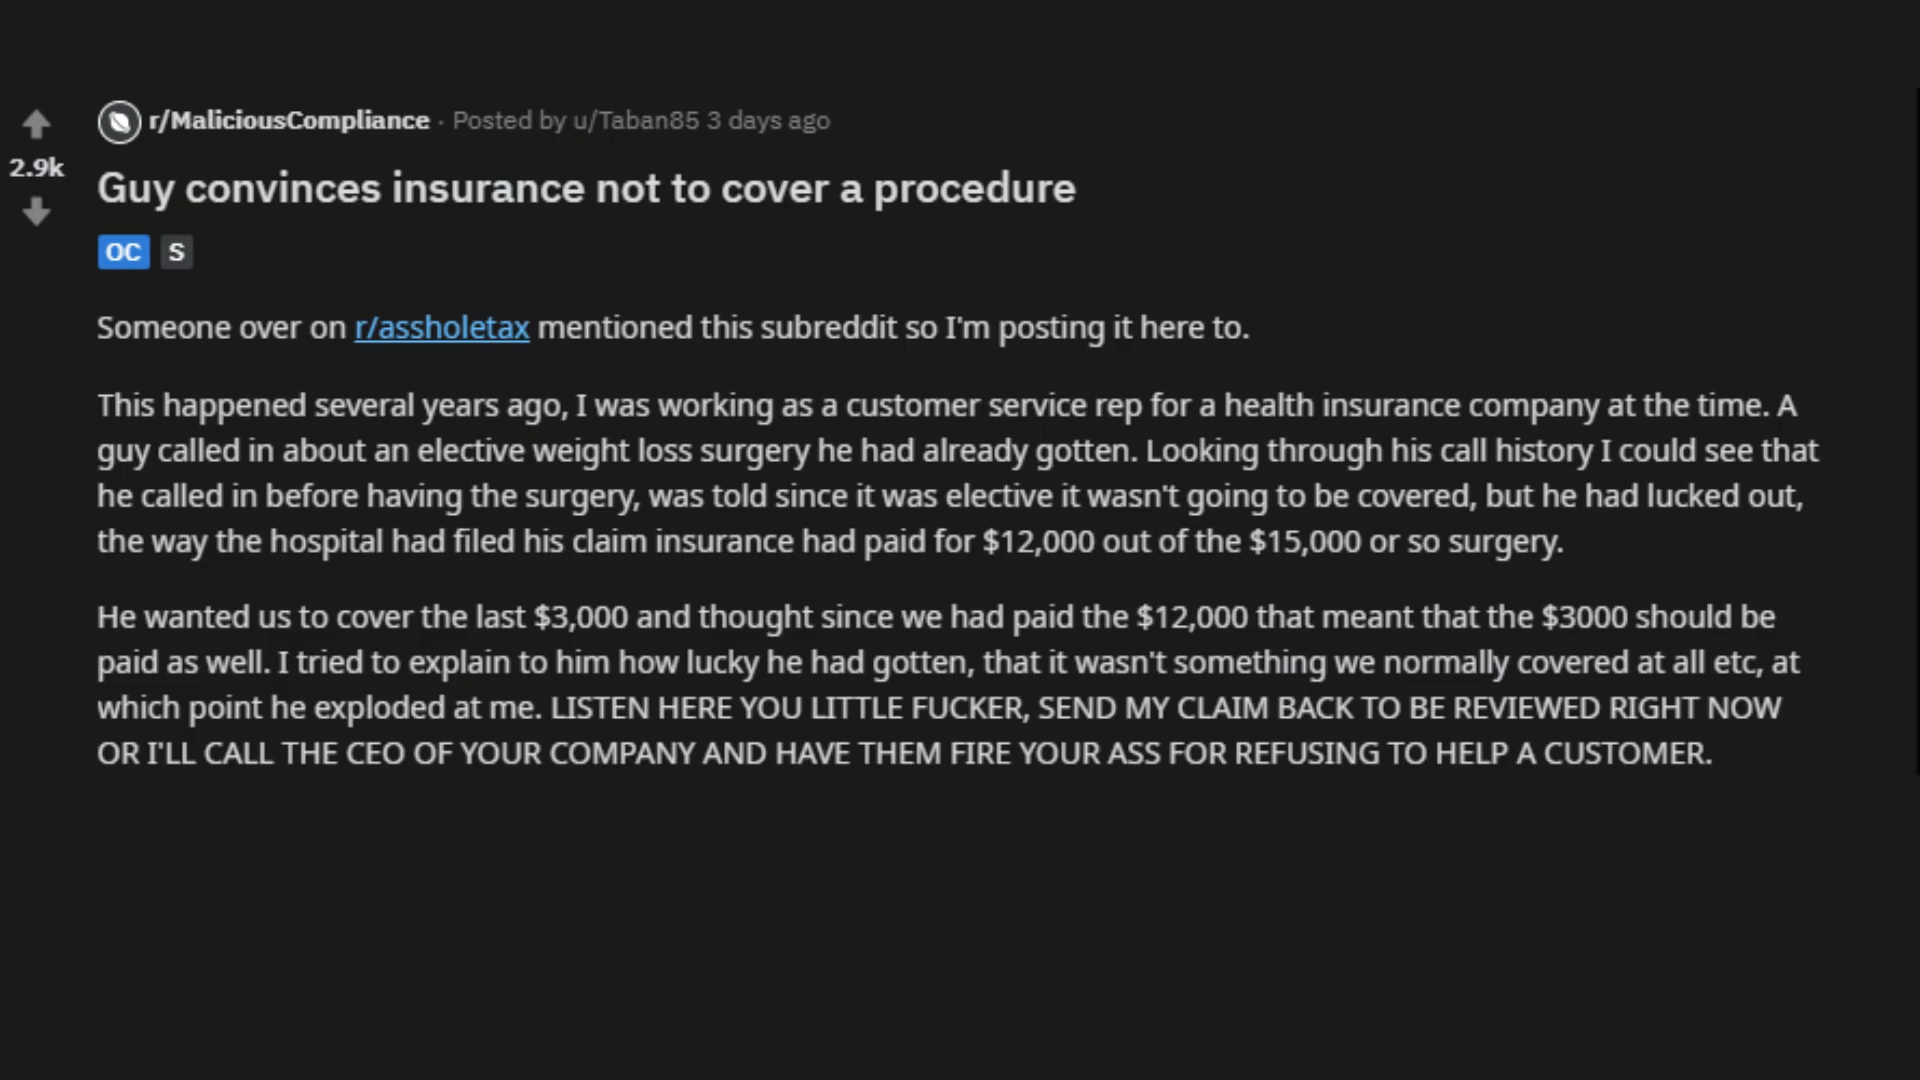 r/MaliciousCompliance · Posted by u/Taban85 3 days ago
2.9k
Guy convinces insurance not to cover a procedure
OC S
Someone over on r/assholetax mentioned this subreddit so I'm posting it here to.
This happened several years ago, I was working as a customer service rep for a health insurance company at the time. A
guy called in about an elective weight loss surgery he had already gotten. Looking through his call history I could see that
he called in before having the surgery, was told since it was elective it wasn't going to be covered, but he had lucked out,
the way the hospital had filed his claim insurance had paid for $12,000 out of the $15,000 or so surgery.
He wanted us to cover the last $3,000 and thought since we had paid the $12,000 that meant that the $3000 should be
paid as well. I tried to explain to him how lucky he had gotten, that it wasn't something we normally covered at all etc, at
which point he exploded at me. LISTEN HERE YOU LITTLE FUCKER, SEND MY CLAIM BACK TO BE REVIEWED RIGHT NOW
OR I'LL CALL THE CEO OF YOUR COMPANY AND HAVE THEM FIRE YOUR ASS FOR REFUSING TO HELP A CUSTOMER.